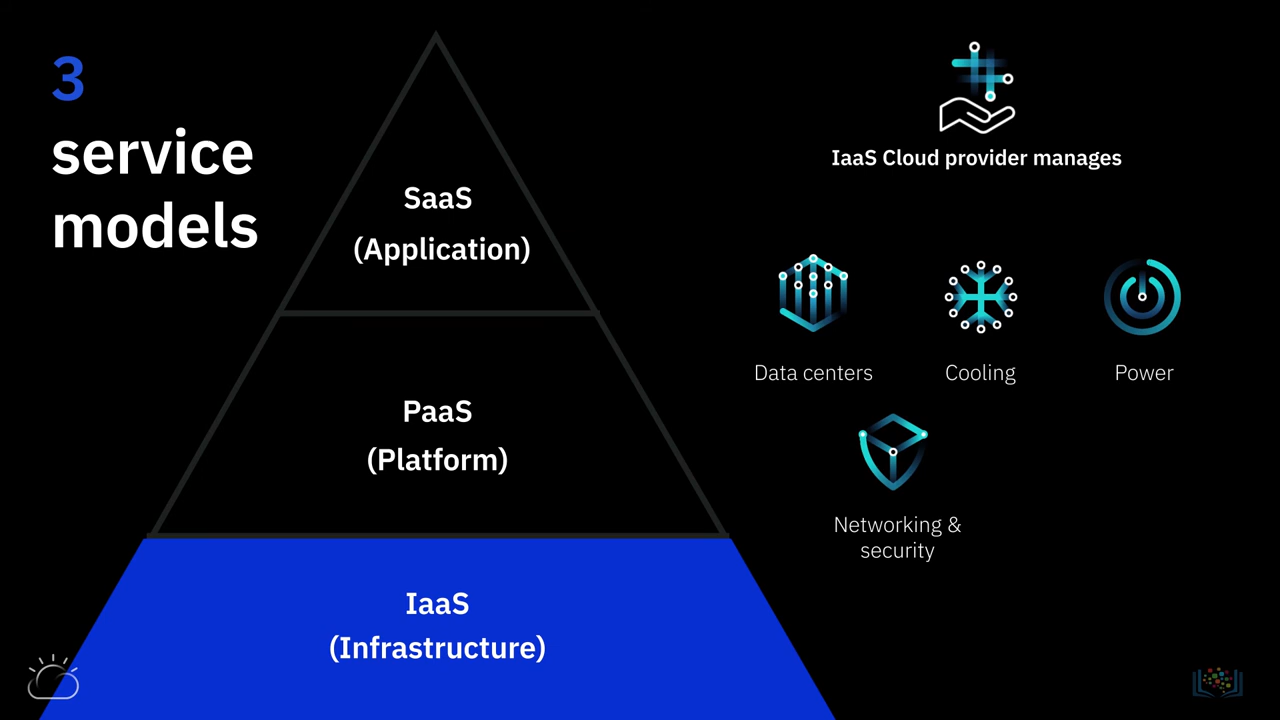 3
service
models
SaaS
(Application)
PaaS
(Platform)
IaaS
(Infrastructure)
IaaS Cloud provider manages
Data centers
Cooling
Power
Networking &
security